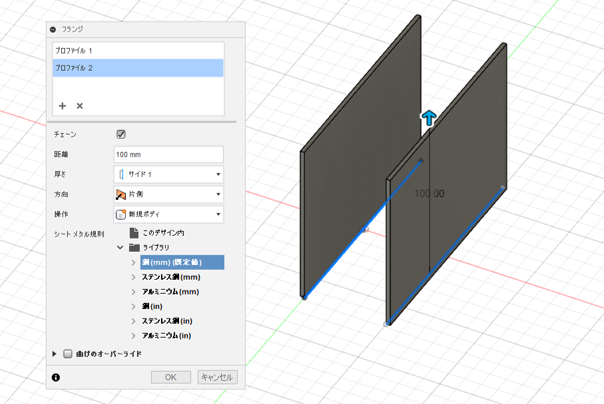 フランジ
プロファイル 1
プロファイル 2
チェーン
距離 100 mm
厚さ サイド 1
方向 片側
操作 新規ボディ
シート メタル規則 このデザイン内
ライブラリ
鋼(mm) (既定値)
ステンレス鋼(mm)
アルミニウム(mm)
鋼(in)
ステンレス鋼(in)
アルミニウム(in)
曲げのオーバーライド
OK キャンセル
100.00